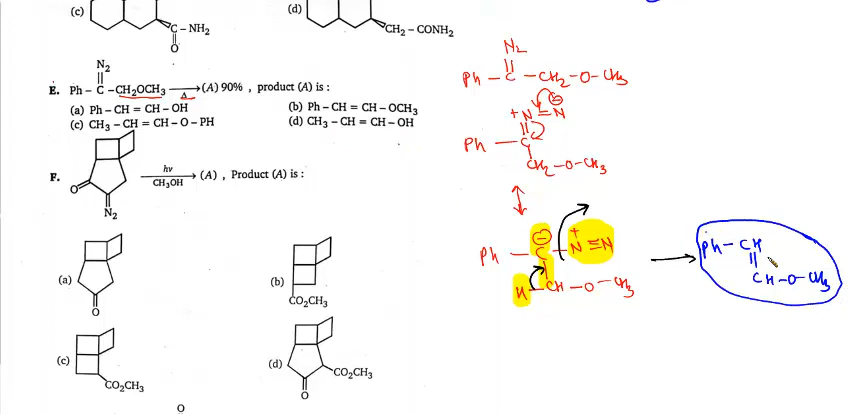 (c)
C – NH₂
O
(d)
CH₂ – CONH₂
N₂
E. Ph – C – CH₂OCH₃ ⟶ (A) 90% , product (A) is :
Δ
(a) Ph – CH = CH – OH
(b) Ph – CH = CH – OCH₃
(c) CH₃ – CH = CH – O – PH
(d) CH₃ – CH = CH – OH
F.
O
N₂
hν
CH₃OH
(A) , Product (A) is :
(a)
O
(b)
CO₂CH₃
(c)
CO₂CH₃
(d)
CO₂CH₃
O
O
N₂
Ph – C – CH₂ – O – CH₃
+ N = N ⊖
Ph – C
CH₂ – O – CH₃
⊖ +
Ph – C – N ≡ N
H – CH – O – CH₃
Ph – CH
CH – O – CH₃